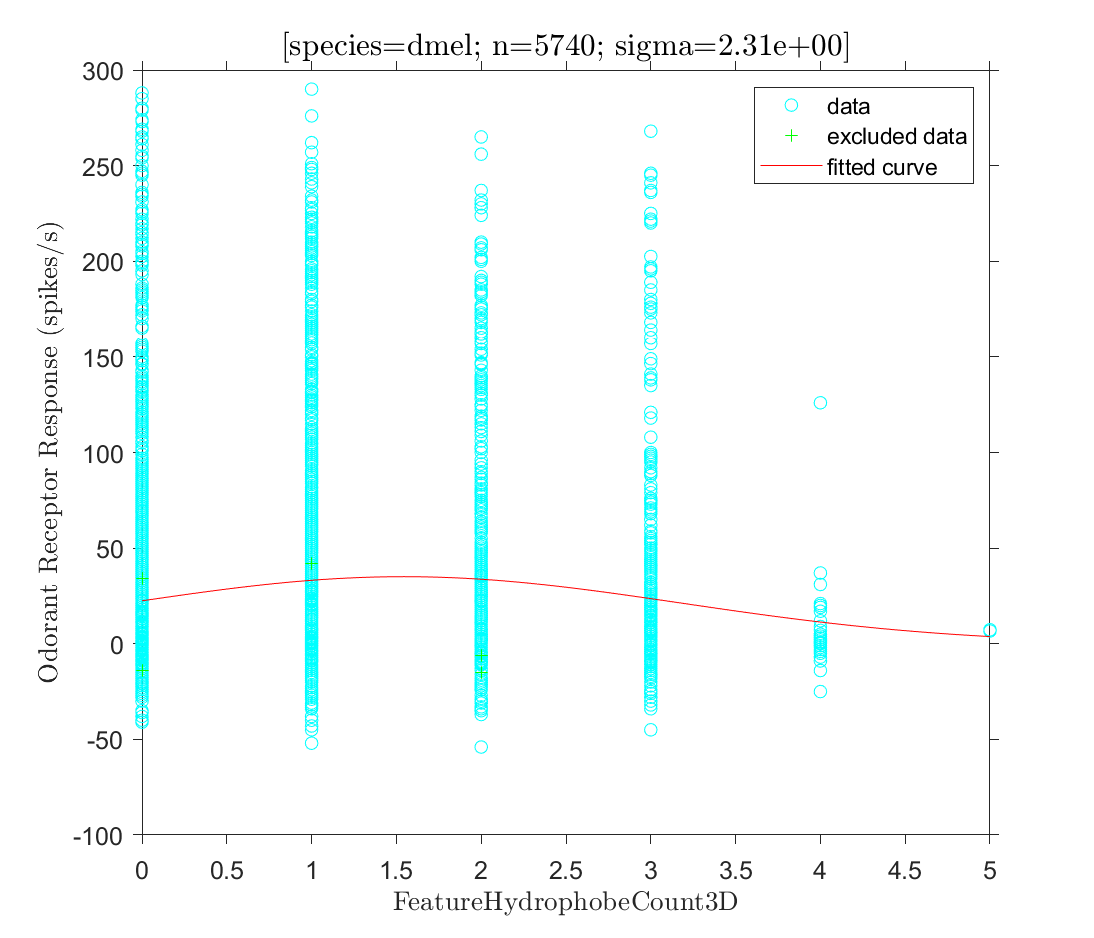 [species=dmel; n=5740; sigma=2.31e+00]
300
250
200
150
100
50
0
-50
-100
Odorant Receptor Response (spikes/s)
data
excluded data
fitted curve
0 0.5 1 1.5 2 2.5 3 3.5 4 4.5 5
FeatureHydrophobeCount3D